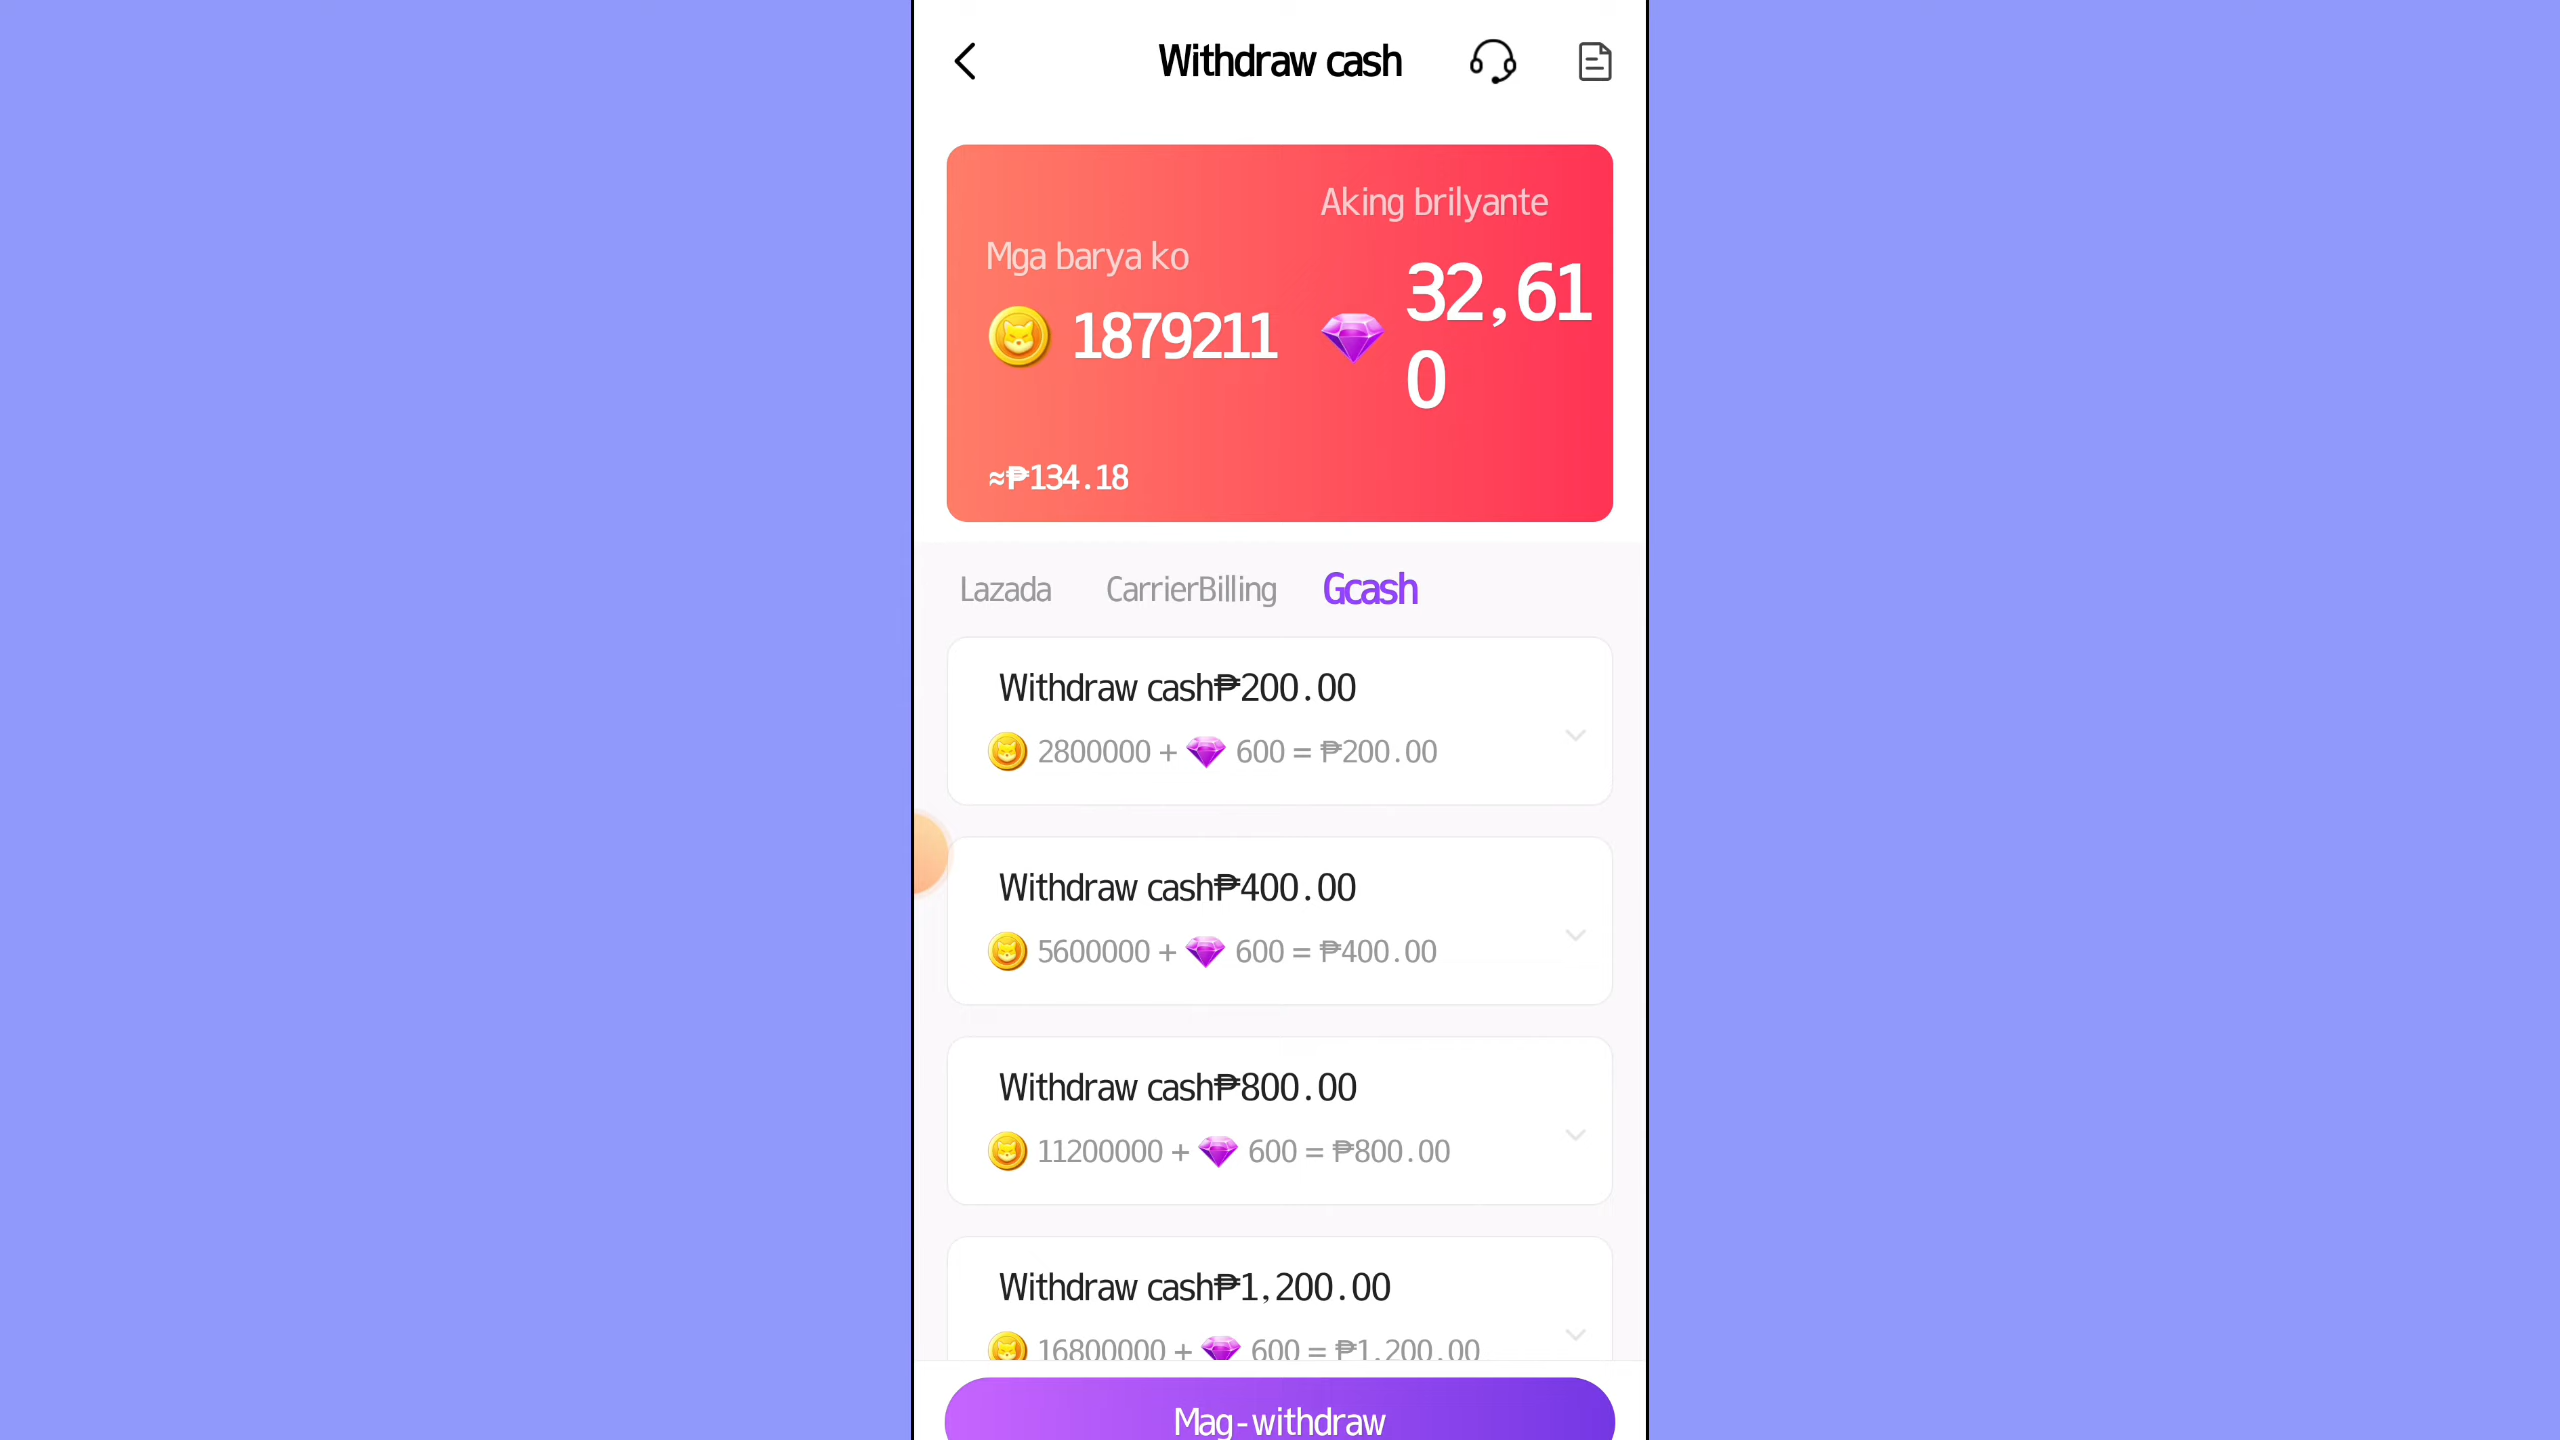 Withdraw cash
Aking brilyante
Mga barya ko
32,61
1879211
0
≈₱134.18
Lazada CarrierBilling Gcash
Withdraw cash₱200.00
2800000 + 600 = ₱200.00
Withdraw cash₱400.00
5600000 + 600 = ₱400.00
Withdraw cash₱800.00
11200000 + 600 = ₱800.00
Withdraw cash₱1,200.00
16800000 + 600 = ₱1,200.00
Mag-withdraw